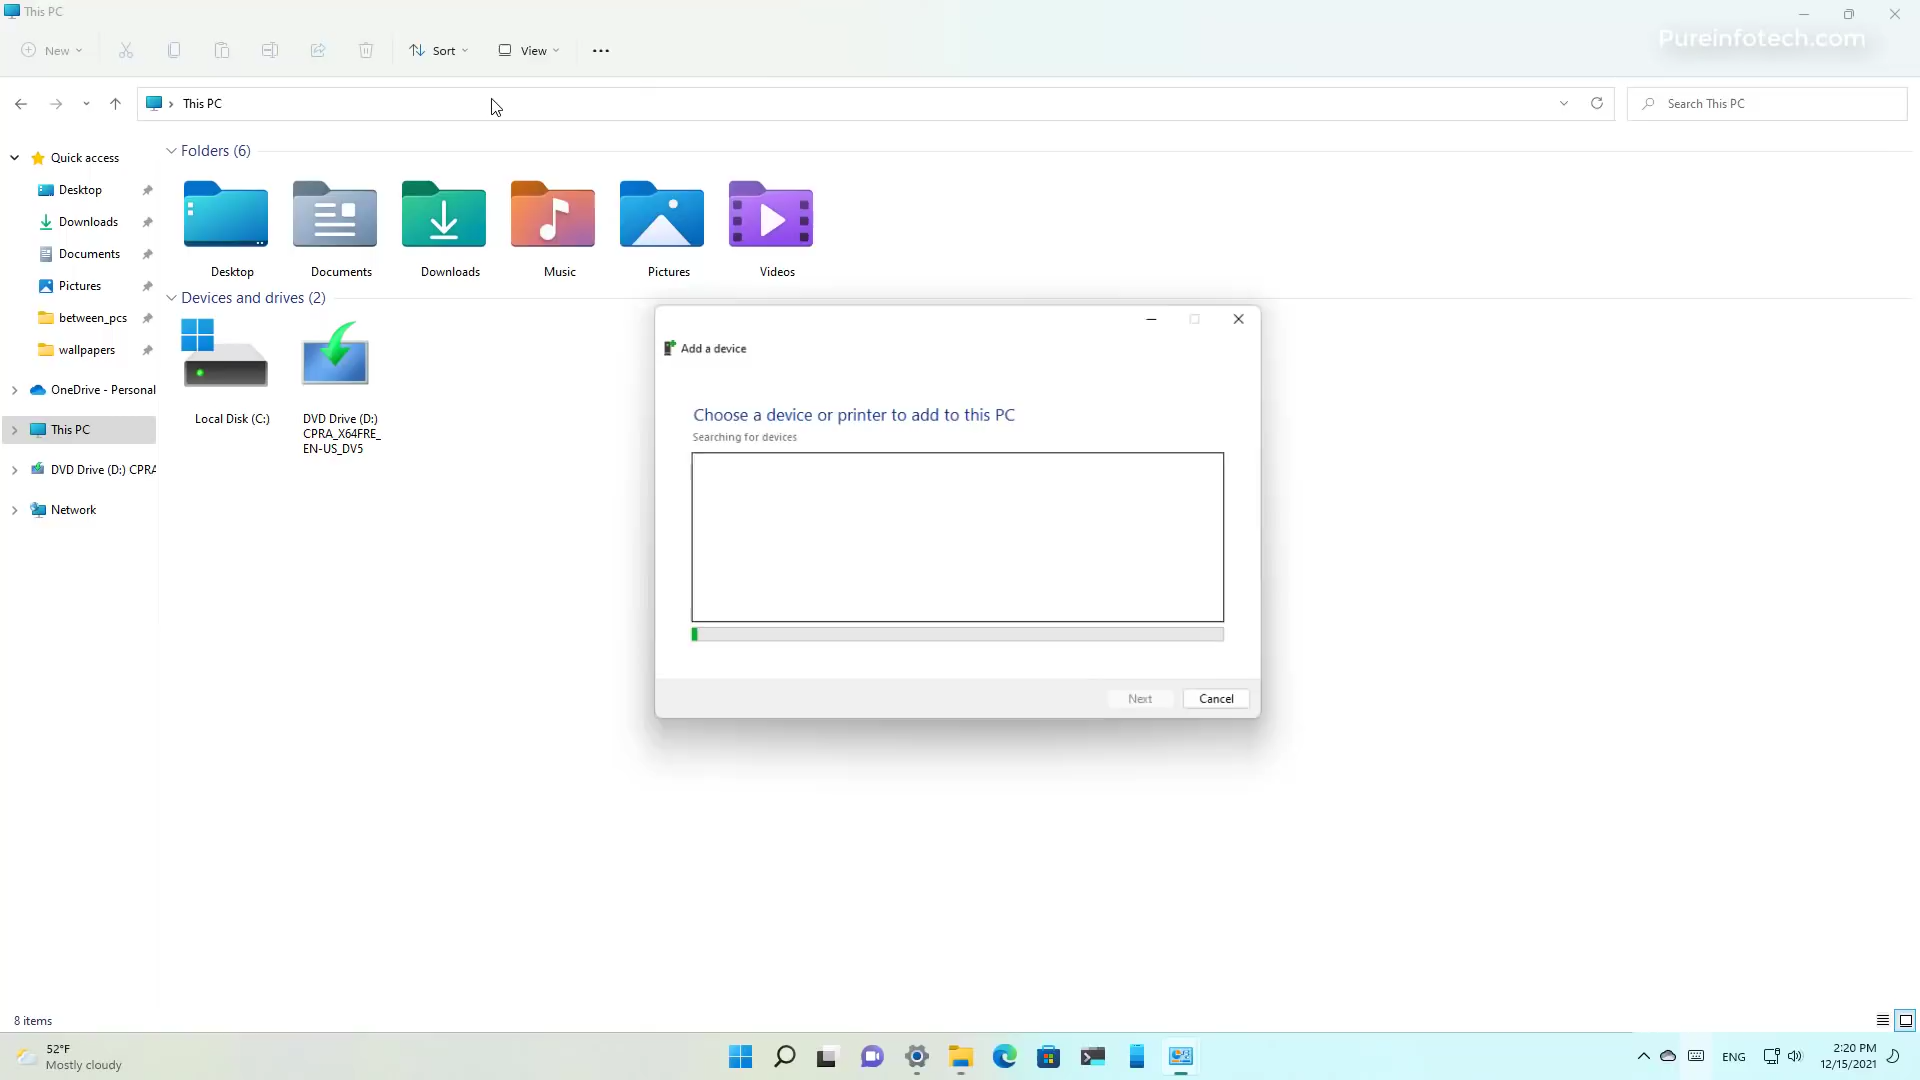 This PC
New
Sort
View
Pureinfotech.com
This PC
Search This PC
Quick access
Desktop
Downloads
Documents
Pictures
between_pcs
wallpapers
OneDrive - Personal
This PC
DVD Drive (D:) CPRA
Network
Folders (6)
Desktop
Documents
Downloads
Music
Pictures
Videos
Devices and drives (2)
Local Disk (C:)
DVD Drive (D:)
CPRA_X64FRE_
EN-US_DV5
Add a device
Choose a device or printer to add to this PC
Searching for devices
Next
Cancel
8 items
52°F
Mostly cloudy
ENG
2:20 PM
12/15/2021